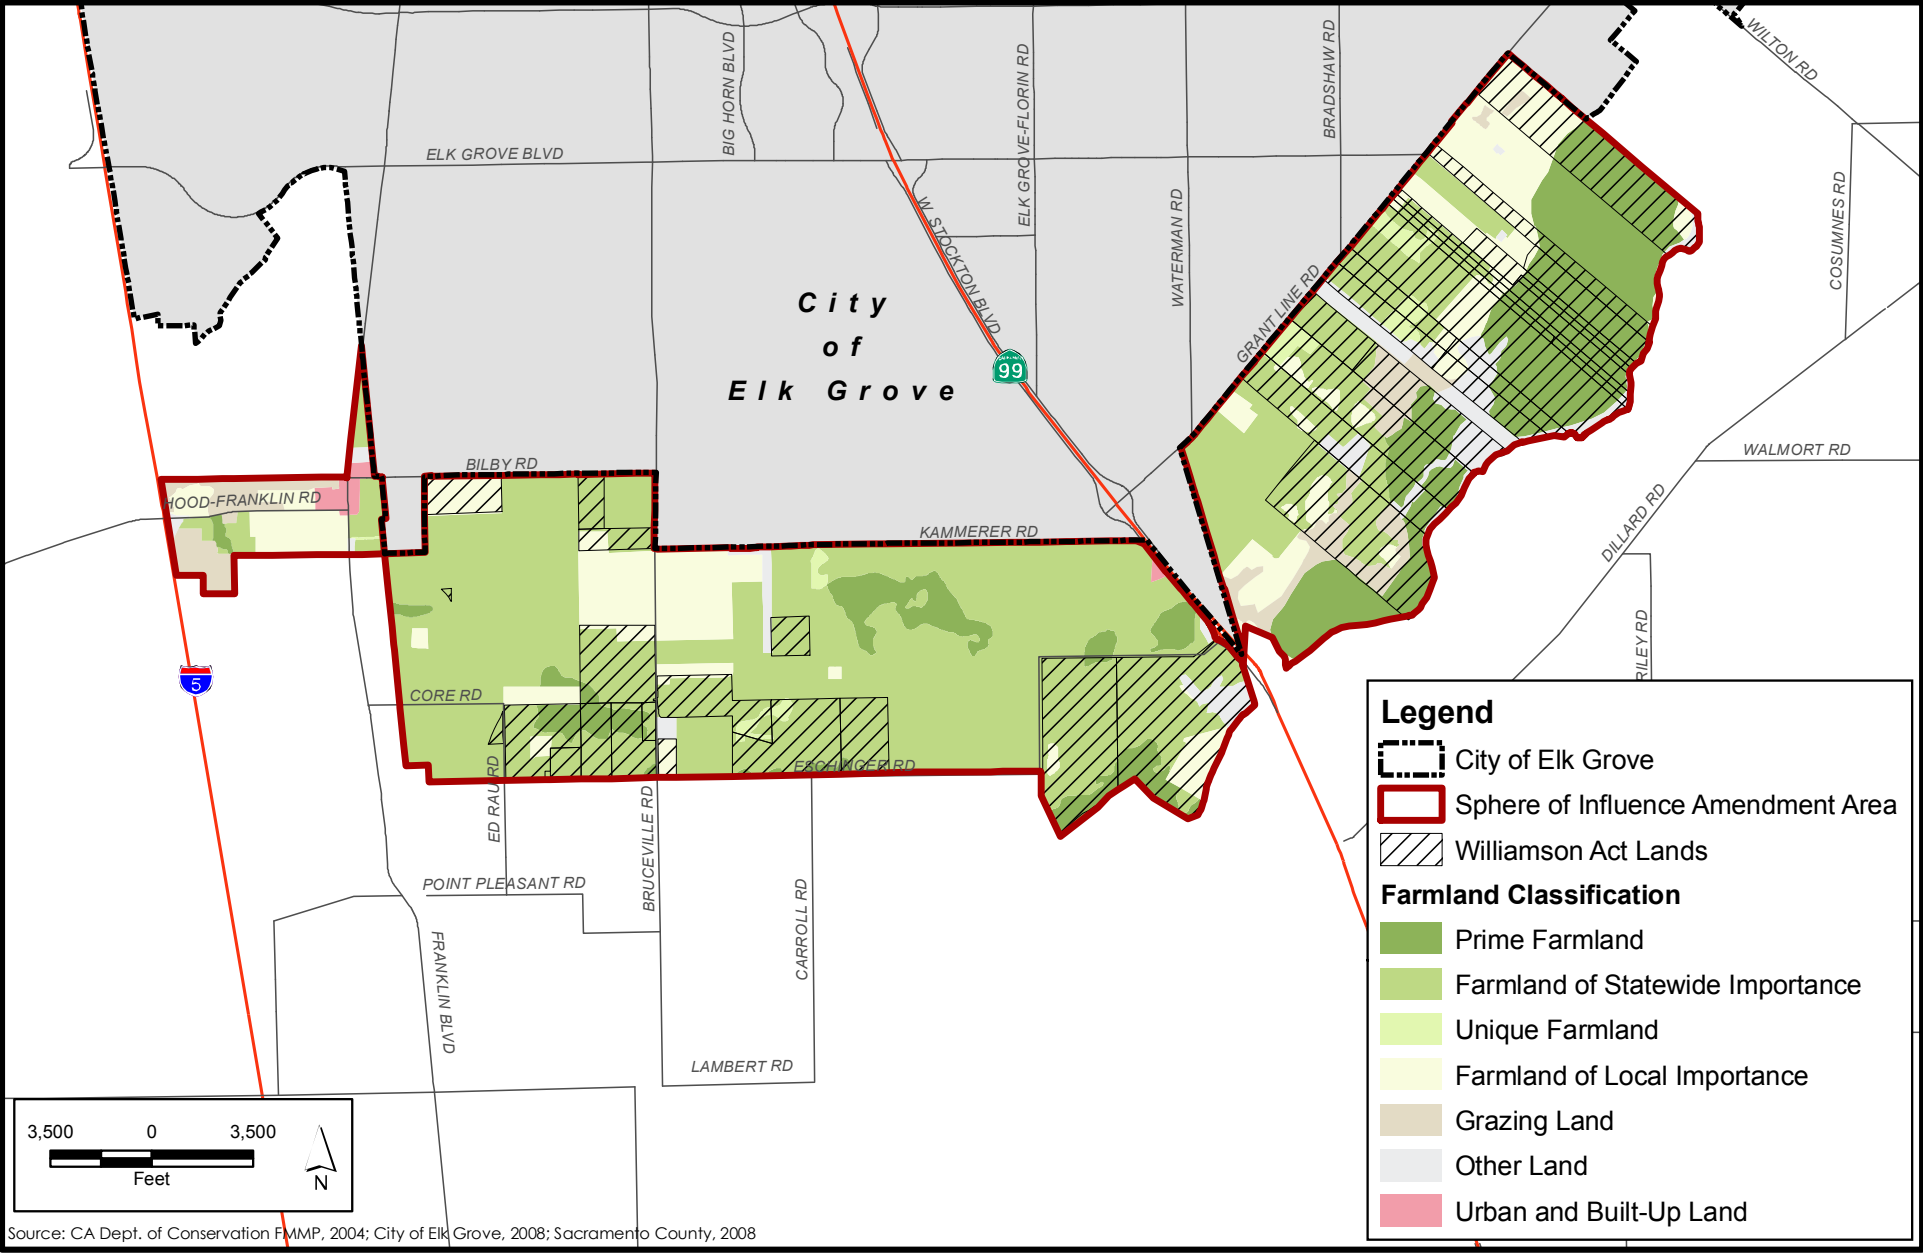 WILTON RD
BIG HORN BLVD
ELK GROVE-FLORIN RD
BRADSHAW RD
ELK GROVE BLVD
COSUMNES RD
W. STOCKTON BLVD
WATERMAN RD
GRANT LINE RD
City
of
Elk Grove
99
BILBY RD
HOOD-FRANKLIN RD
WALMORT RD
KAMMERER RD
DILLARD RD
RILEY RD
5
CORE RD
ESCHINGER RD
ED RAU RD
BRUCEVILLE RD
POINT PLEASANT RD
CARROLL RD
FRANKLIN BLVD
LAMBERT RD
Legend
City of Elk Grove
Sphere of Influence Amendment Area
Williamson Act Lands
Farmland Classification
Prime Farmland
Farmland of Statewide Importance
Unique Farmland
Farmland of Local Importance
Grazing Land
Other Land
Urban and Built-Up Land
3,500 0 3,500
Feet
N
Source: CA Dept. of Conservation FMMP, 2004; City of Elk Grove, 2008; Sacramento County, 2008